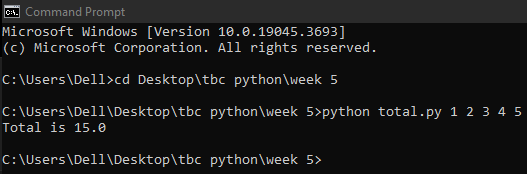 Command Prompt
Microsoft Windows [Version 10.0.19045.3693]
(c) Microsoft Corporation. All rights reserved.
C:\Users\Dell>cd Desktop\tbc python\week 5
C:\Users\Dell\Desktop\tbc python\week 5>python total.py 1 2 3 4 5
Total is 15.0
C:\Users\Dell\Desktop\tbc python\week 5>